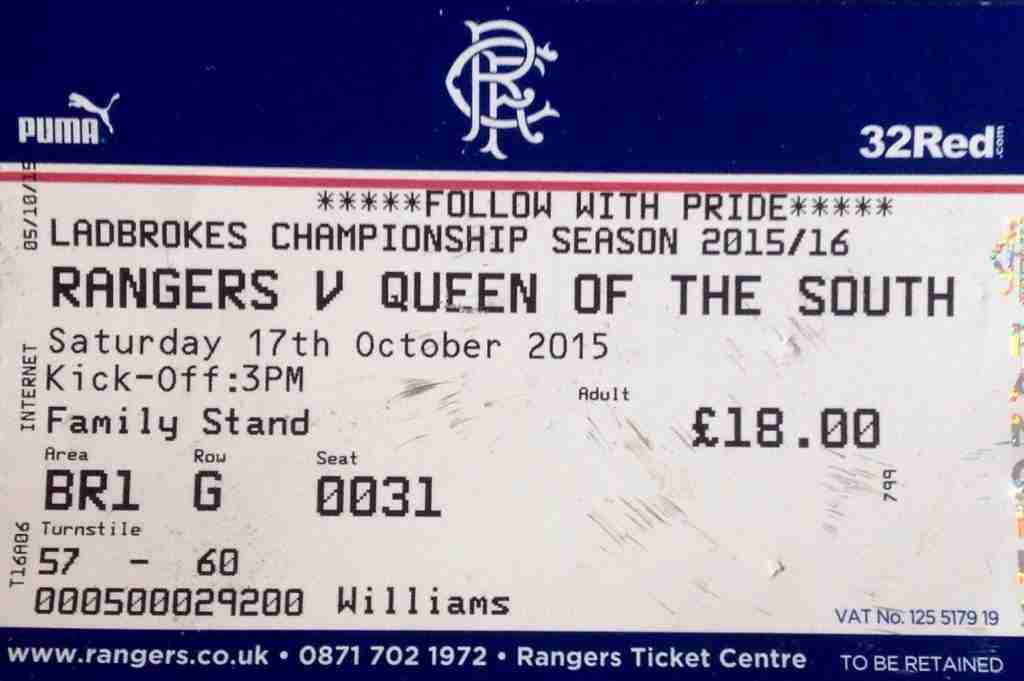 PUMA
RFC
32Red.com
05/10/15
*****FOLLOW WITH PRIDE*****
LADBROKES CHAMPIONSHIP SEASON 2015/16
RANGERS V QUEEN OF THE SOUTH
Saturday 17th October 2015
Kick-Off:3PM
INTERNET
Adult
Family Stand
£18.00
Area Row Seat
BR1 G 0031
799
Turnstile
57 - 60
T16A06
000500029200 Williams
VAT No. 125 5179 19
www.rangers.co.uk • 0871 702 1972 • Rangers Ticket Centre TO BE RETAINED